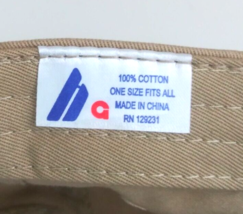 100% COTTON
ONE SIZE FITS ALL
MADE IN CHINA
RN 129231